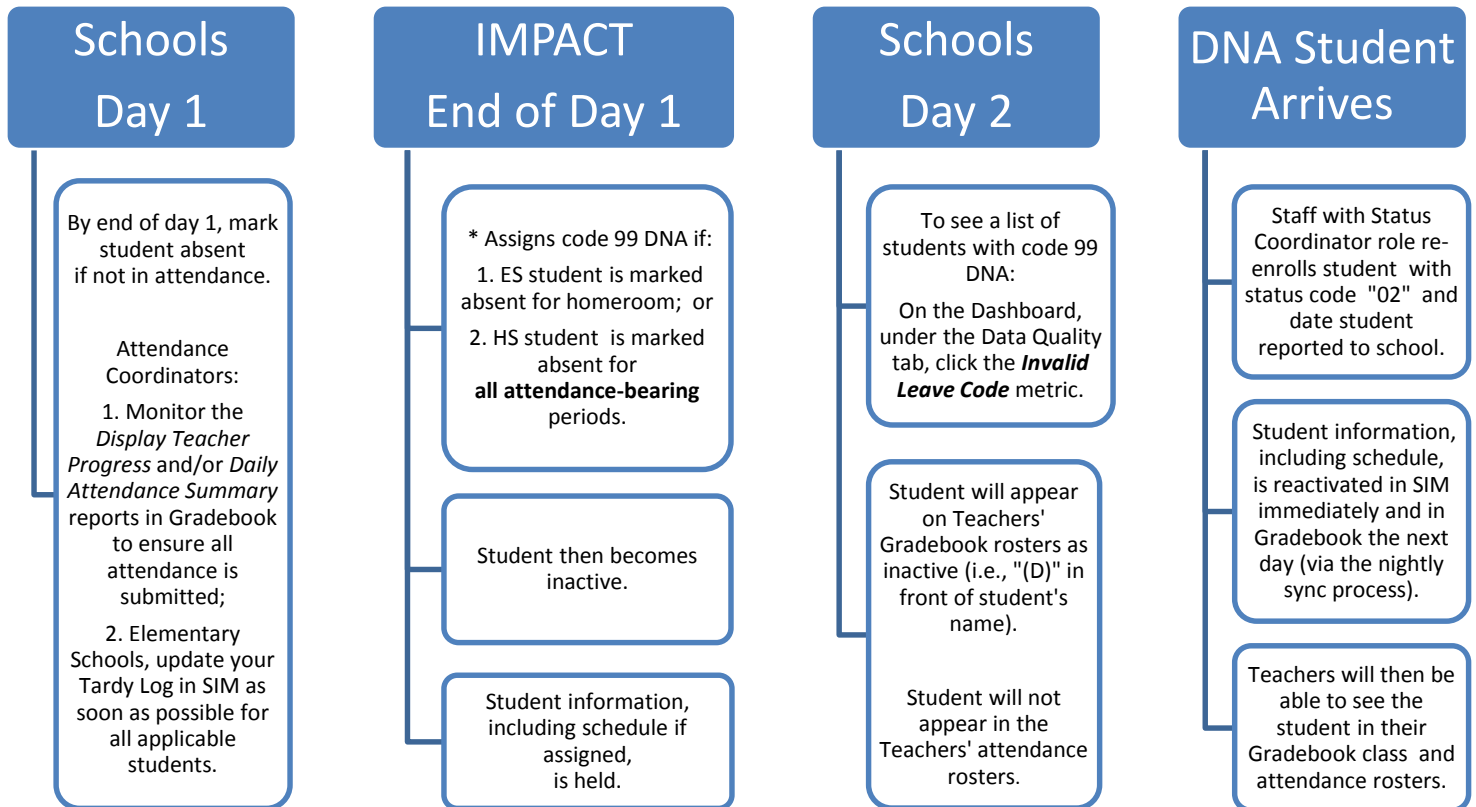 Schools
Day 1
By end of day 1, mark
student absent
if not in attendance.
Attendance
Coordinators:
1. Monitor the
Display Teacher
Progress and/or Daily
Attendance Summary
reports in Gradebook
to ensure all
attendance is
submitted;
2. Elementary
Schools, update your
Tardy Log in SIM as
soon as possible for
all applicable
students.
IMPACT
End of Day 1
* Assigns code 99 DNA if:
1. ES student is marked
absent for homeroom; or
2. HS student is marked
absent for
all attendance-bearing
periods.
Student then becomes
inactive.
Student information,
including schedule if
assigned,
is held.
Schools
Day 2
To see a list of
students with code 99
DNA:
On the Dashboard,
under the Data Quality
tab, click the Invalid
Leave Code metric.
Student will appear
on Teachers'
Gradebook rosters as
inactive (i.e., "(D)" in
front of student's
name).
Student will not
appear in the
Teachers' attendance
rosters.
DNA Student
Arrives
Staff with Status
Coordinator role re-
enrolls student with
status code "02" and
date student
reported to school.
Student information,
including schedule,
is reactivated in SIM
immediately and in
Gradebook the next
day (via the nightly
sync process).
Teachers will then be
able to see the
student in their
Gradebook class and
attendance rosters.